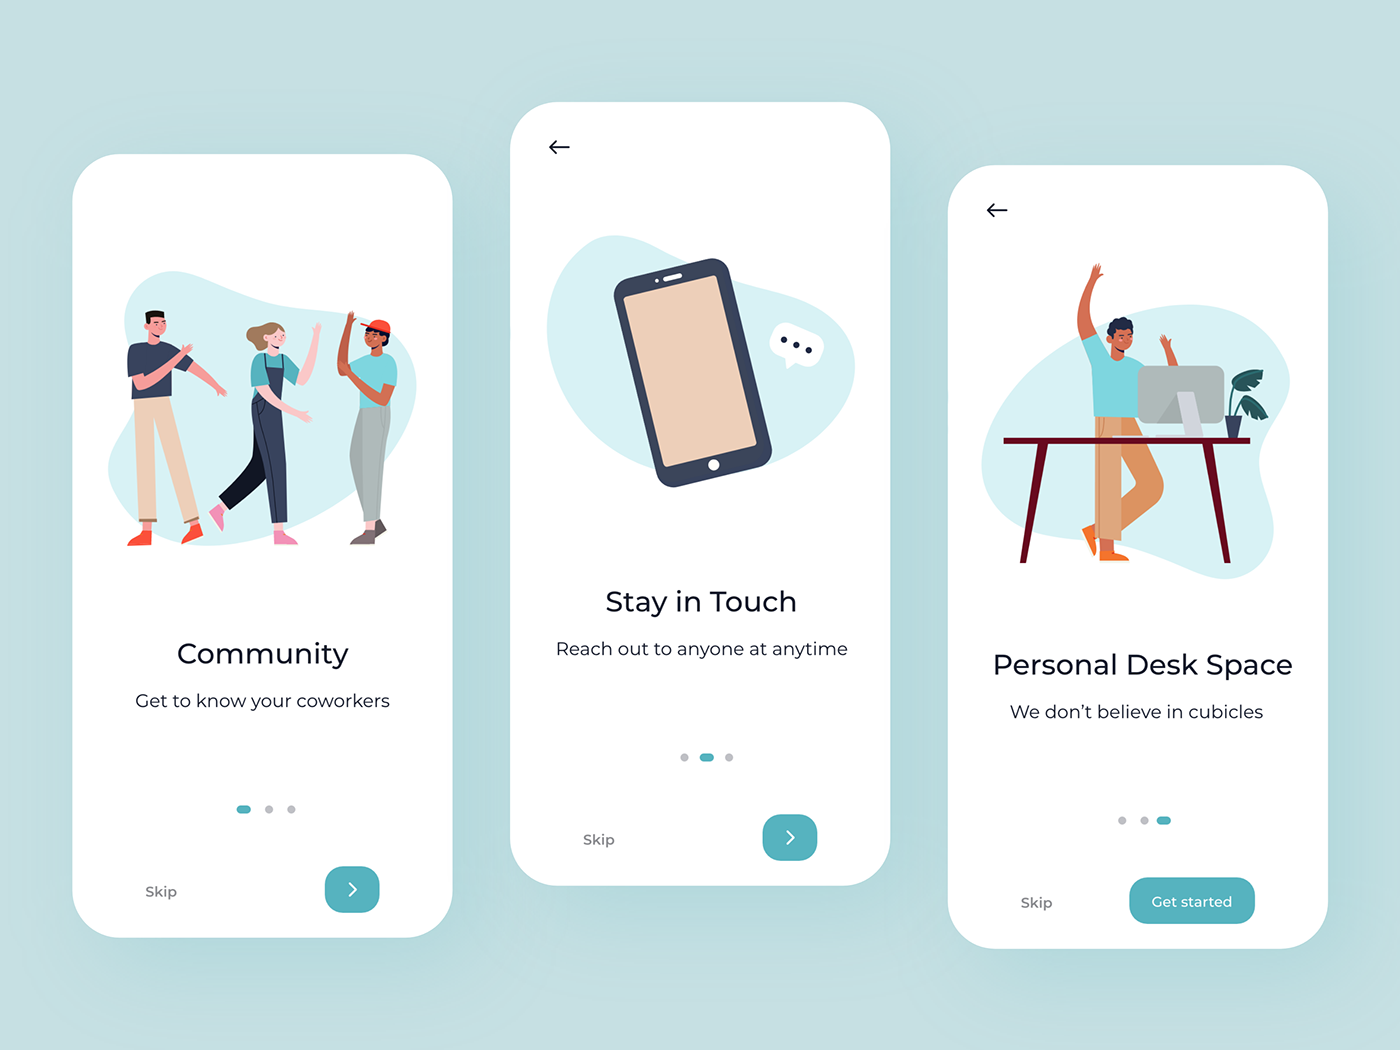 Community
Get to know your coworkers
Skip
Stay in Touch
Reach out to anyone at anytime
Skip
Personal Desk Space
We don’t believe in cubicles
Skip
Get started